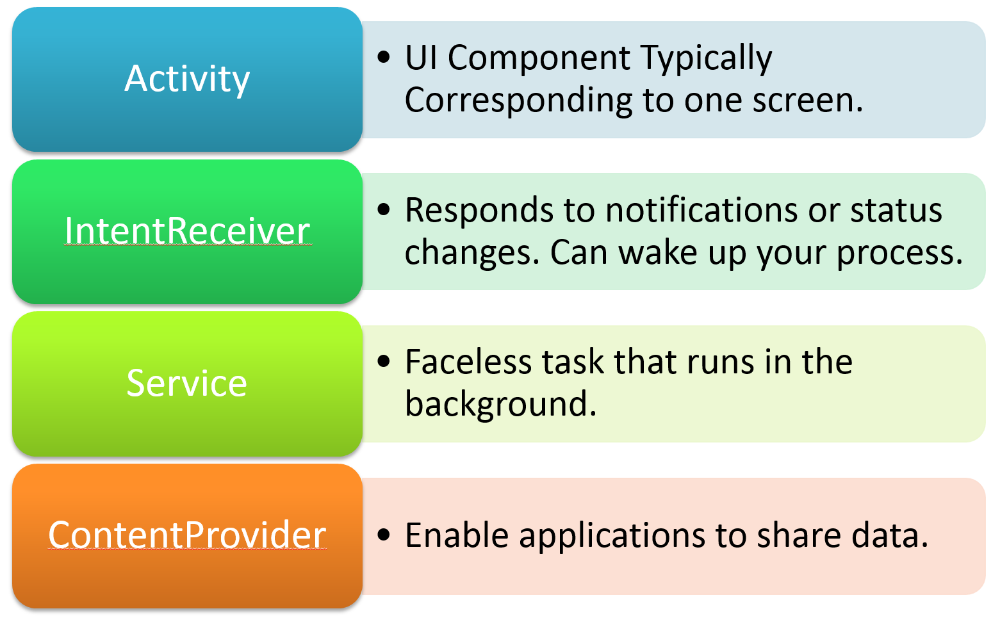 Activity
• UI Component Typically
Corresponding to one screen.
IntentReceiver
• Responds to notifications or status
changes. Can wake up your process.
Service
• Faceless task that runs in the
background.
ContentProvider
• Enable applications to share data.